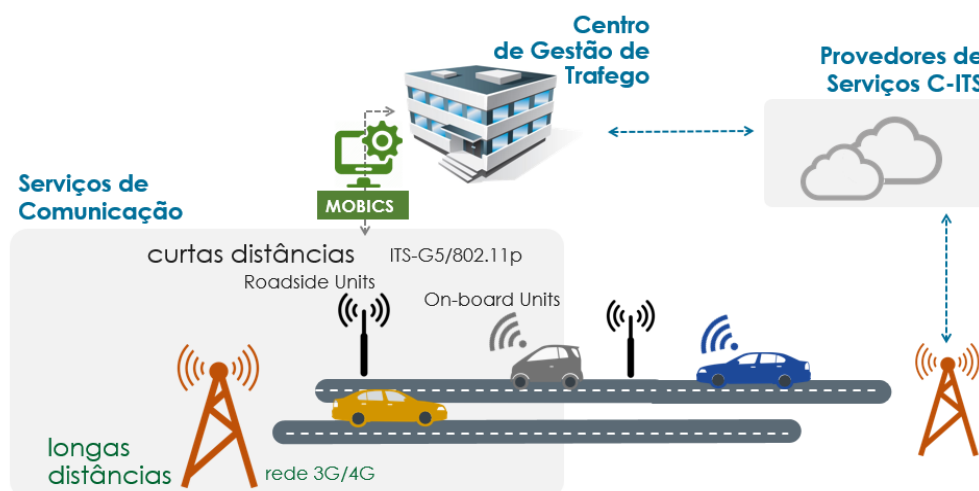 Centro
de Gestão de
Trafego
Provedores de
Serviços C-ITS
MOBICS
Serviços de
Comunicação
curtas distâncias
ITS-G5/802.11p
Roadside Units
On-board Units
longas
distâncias
rede 3G/4G